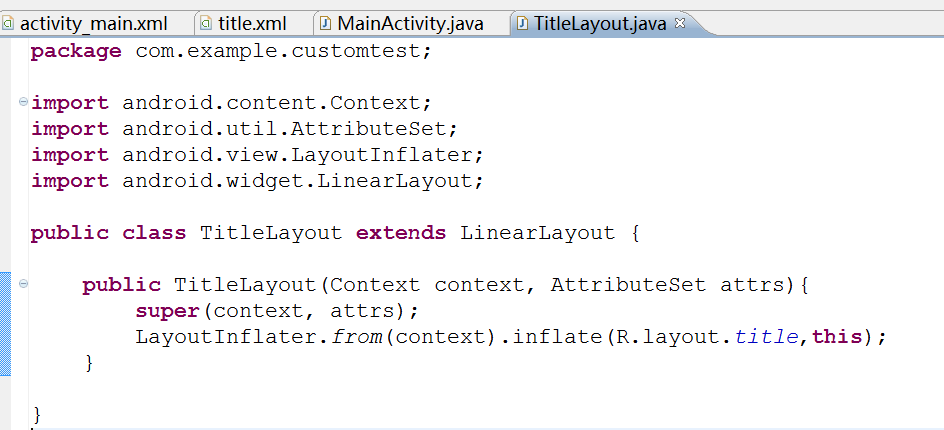 activity_main.xml title.xml MainActivity.java TitleLayout.java
package com.example.customtest;
import android.content.Context;
import android.util.AttributeSet;
import android.view.LayoutInflater;
import android.widget.LinearLayout;
public class TitleLayout extends LinearLayout {
    public TitleLayout(Context context, AttributeSet attrs){
        super(context, attrs);
        LayoutInflater.from(context).inflate(R.layout.title,this);
    }
}